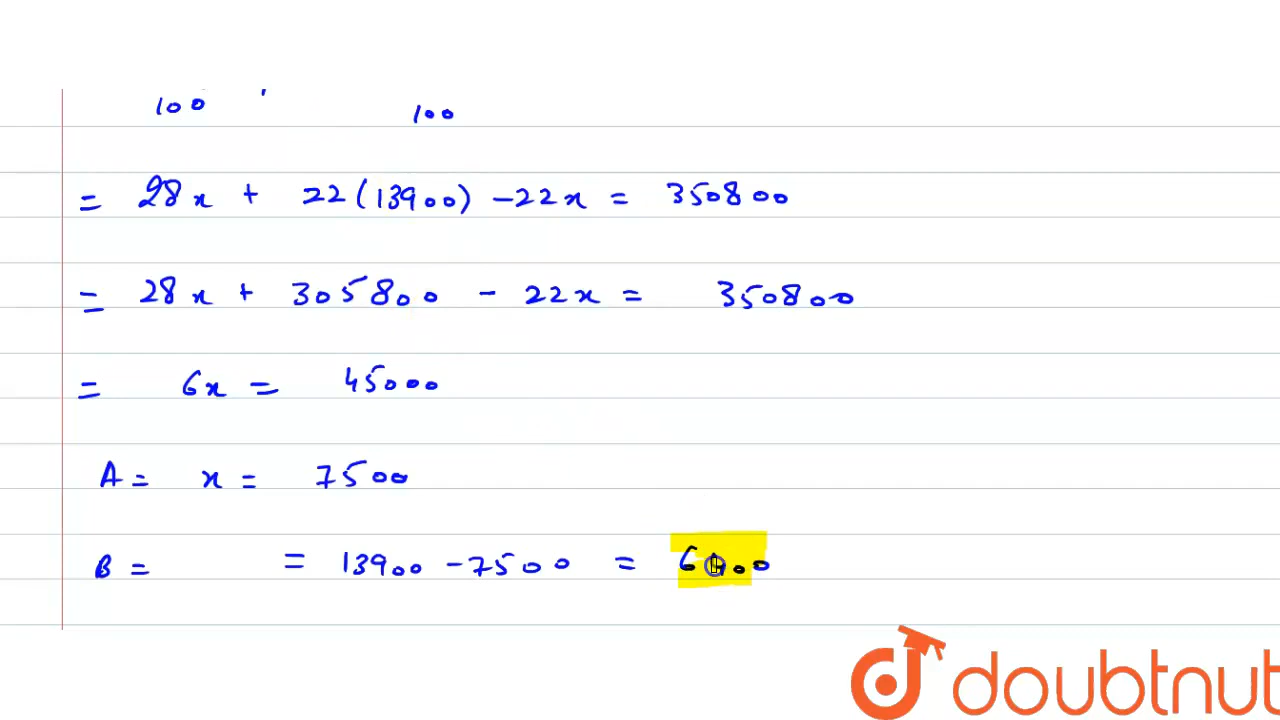 100 100
= 28x + 22(13900) - 22x = 350800
= 28x + 305800 - 22x = 350800
= 6x = 45000
A = x = 7500
B = = 13900 - 7500 = 6400
doubtnut